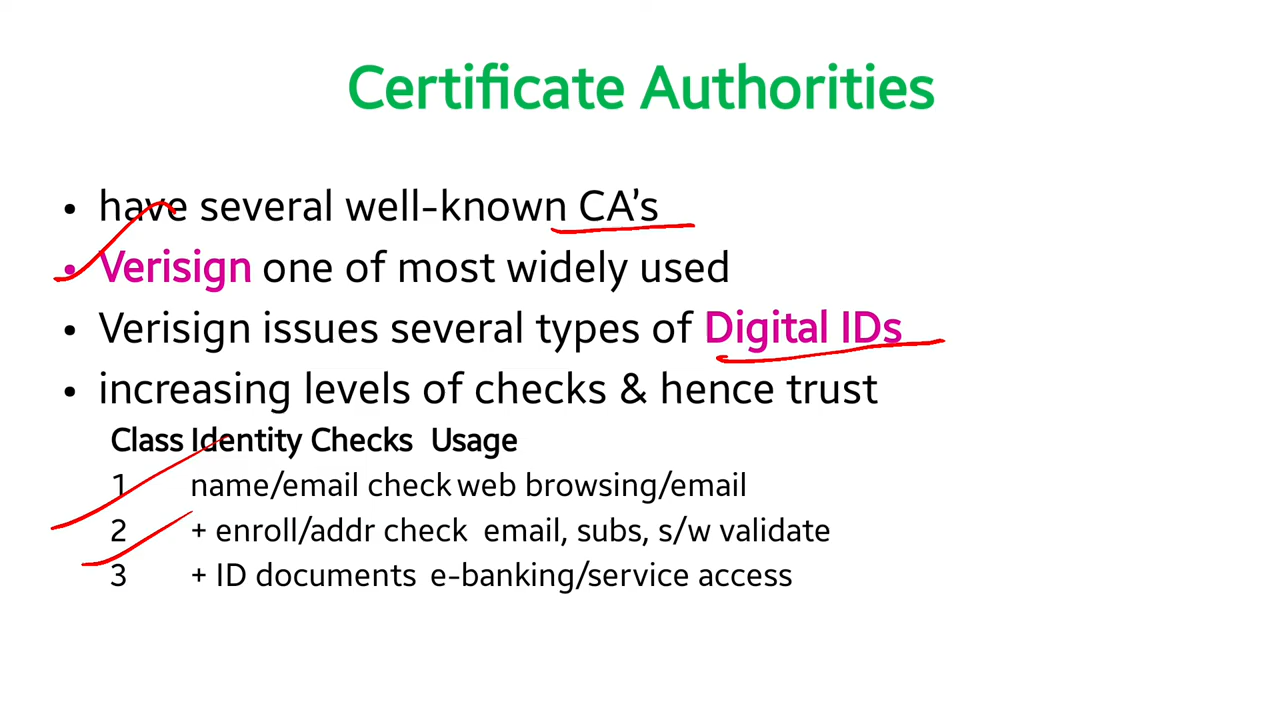 Certificate Authorities
• have several well-known CA's
• Verisign one of most widely used
• Verisign issues several types of Digital IDs
• increasing levels of checks & hence trust
Class Identity Checks Usage
1 name/email check web browsing/email
2 + enroll/addr check email, subs, s/w validate
3 + ID documents e-banking/service access